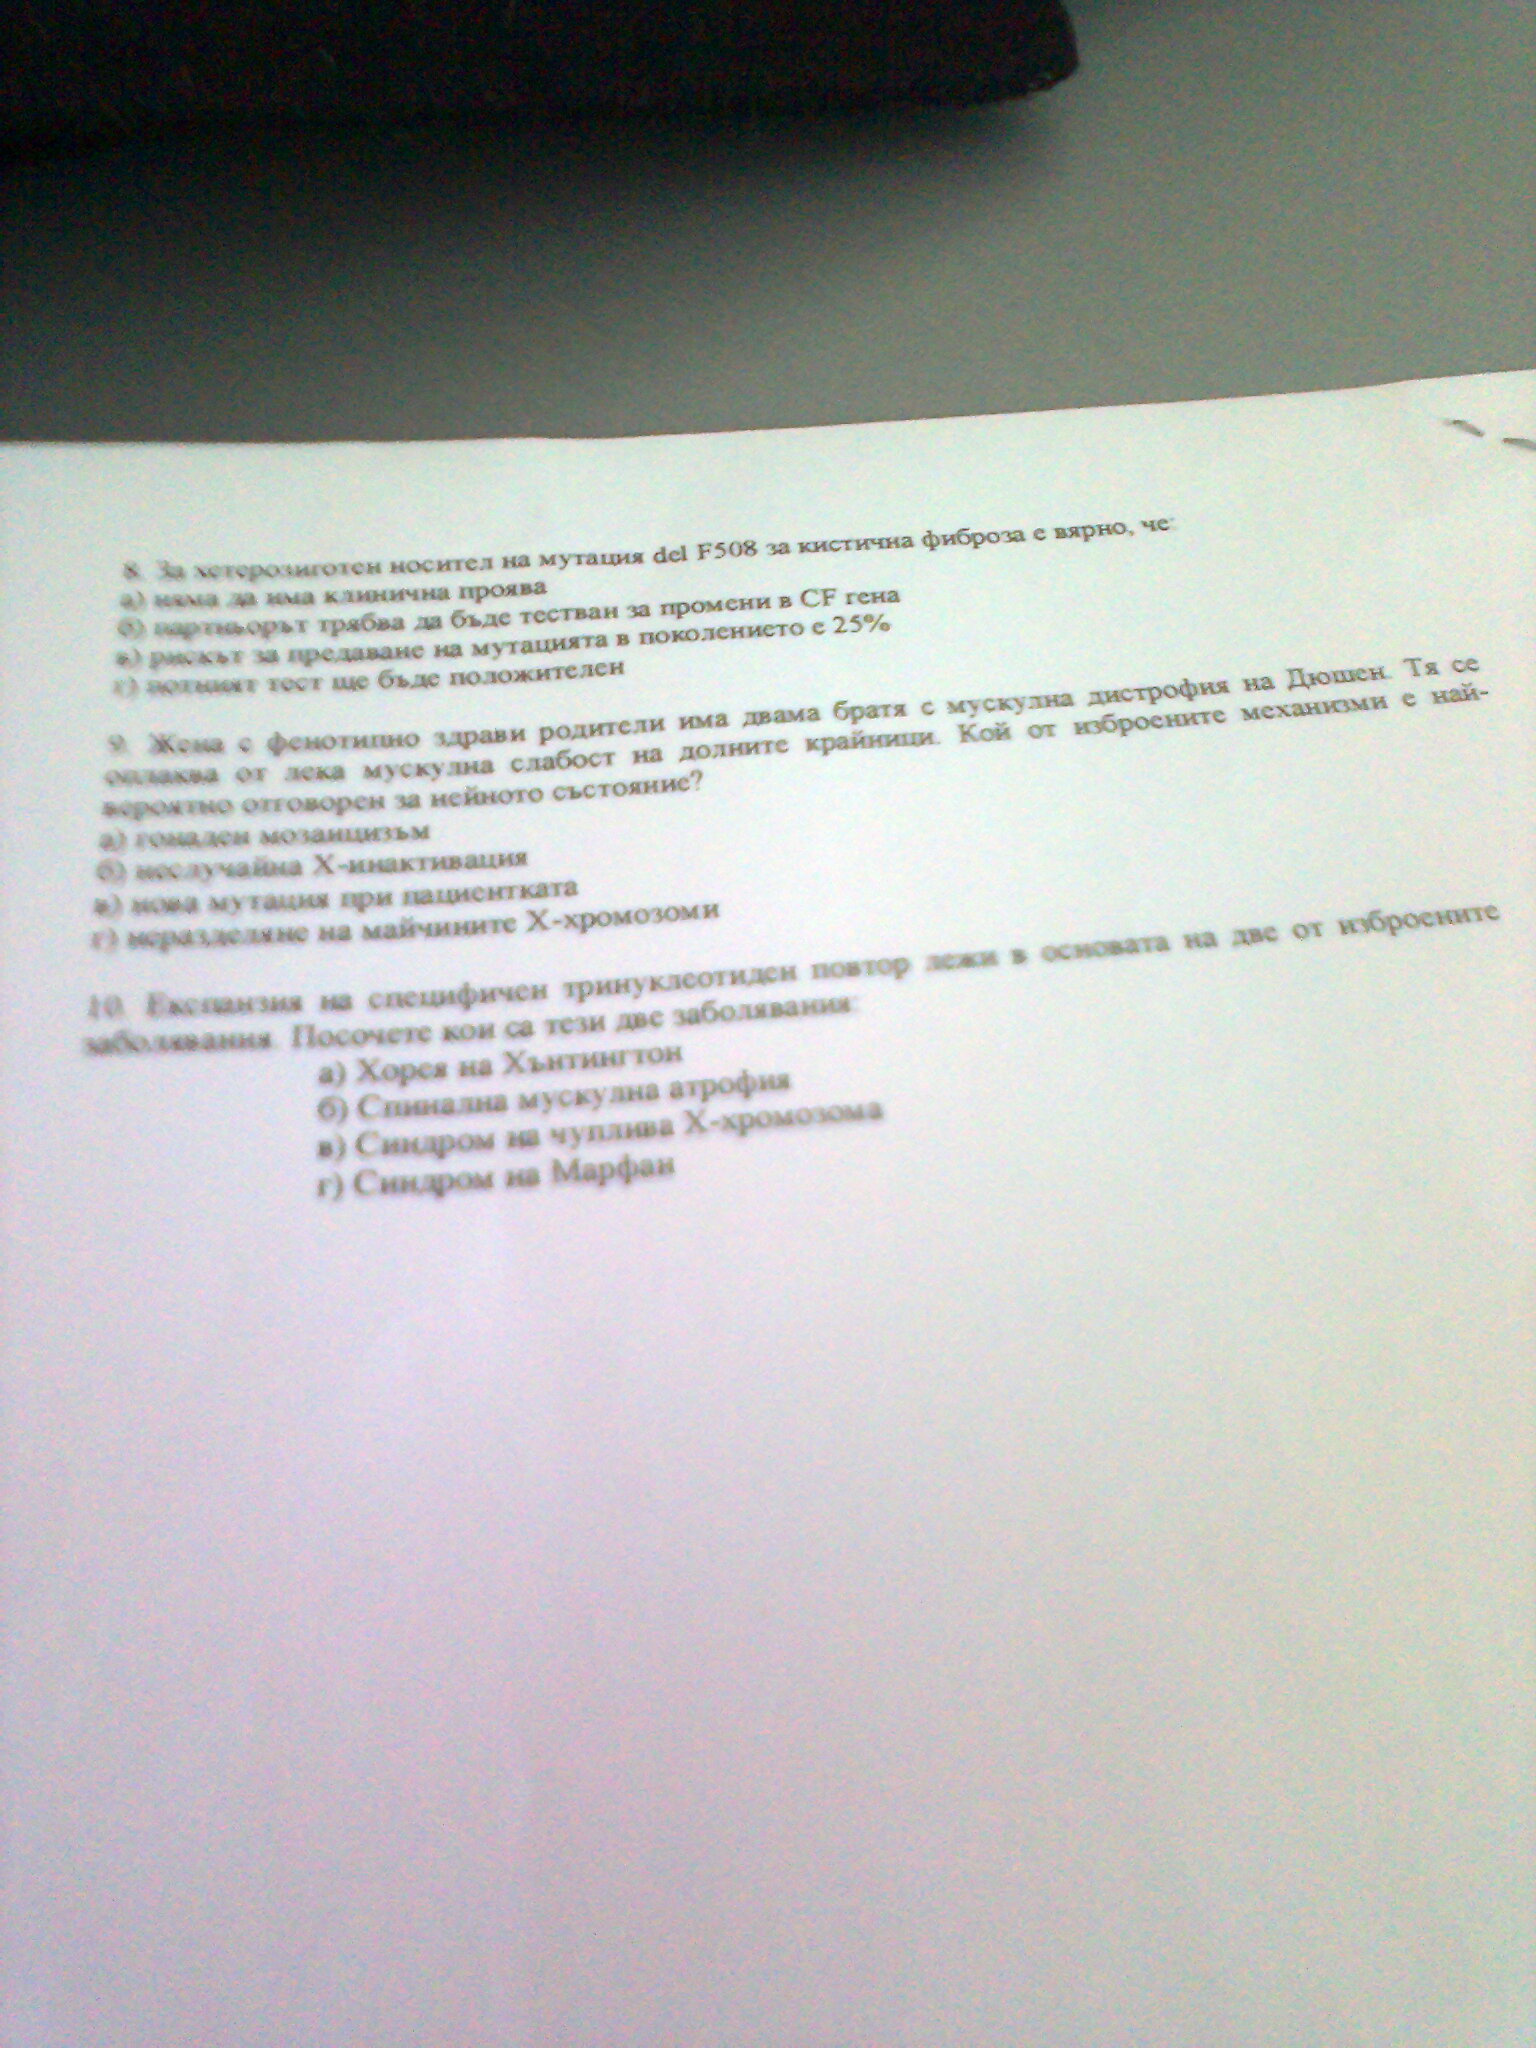 8. За хетерозиготен носител на мутация del F508 за кистична фиброза е вярно, че:
а) няма да има клинична проява
б) партньорът трябва да бъде тестван за промени в CF гена
в) рискът за предаване на мутацията в поколението е 25%
г) потният тест ще бъде положителен
9. Жена с фенотипно здрави родители има двама братя с мускулна дистрофия на Дюшен. Тя се
оплаква от лека мускулна слабост на долните крайници. Кой от изброените механизми е най-
вероятно отговорен за нейното състояние?
а) гонаден мозаицизъм
б) неслучайна Х-инактивация
в) нова мутация при пациентката
г) неразделяне на майчините Х-хромозоми
10. Експанзия на специфичен тринуклеотиден повтор лежи в основата на две от изброените
заболявания. Посочете кои са тези две заболявания:
а) Хорея на Хънтингтон
б) Спинална мускулна атрофия
в) Синдром на чуплива Х-хромозома
г) Синдром на Марфан